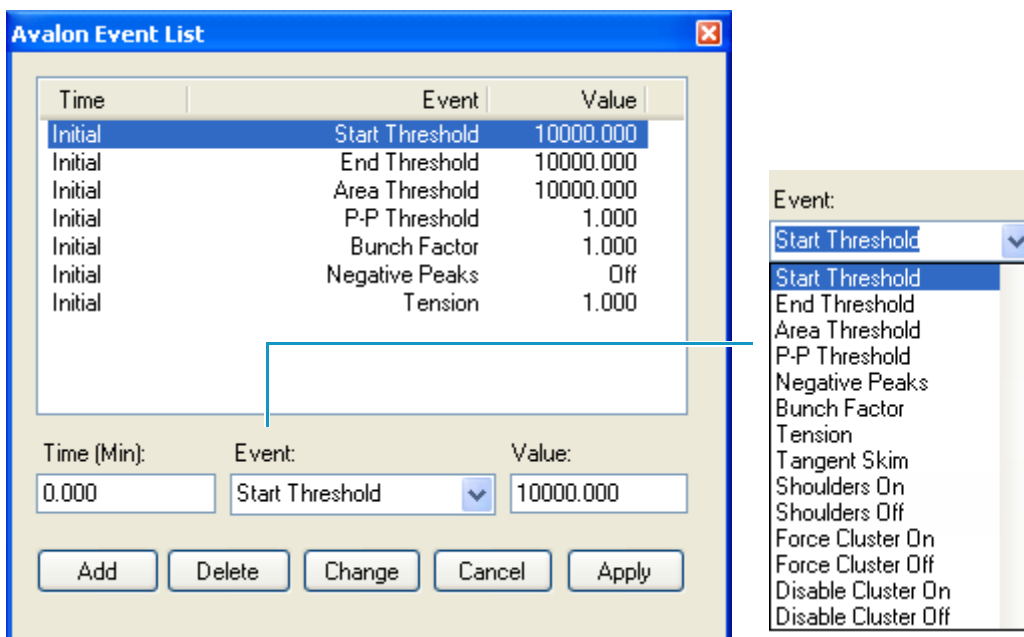 Avalon Event List
Time Event Value
Initial Start Threshold 10000.000
Initial End Threshold 10000.000
Initial Area Threshold 10000.000
Initial P-P Threshold 1.000
Initial Bunch Factor 1.000
Initial Negative Peaks Off
Initial Tension 1.000
Time (Min): Event: Value:
0.000 Start Threshold 10000.000
Add Delete Change Cancel Apply
Event:
Start Threshold
Start Threshold
End Threshold
Area Threshold
P-P Threshold
Negative Peaks
Bunch Factor
Tension
Tangent Skim
Shoulders On
Shoulders Off
Force Cluster On
Force Cluster Off
Disable Cluster On
Disable Cluster Off